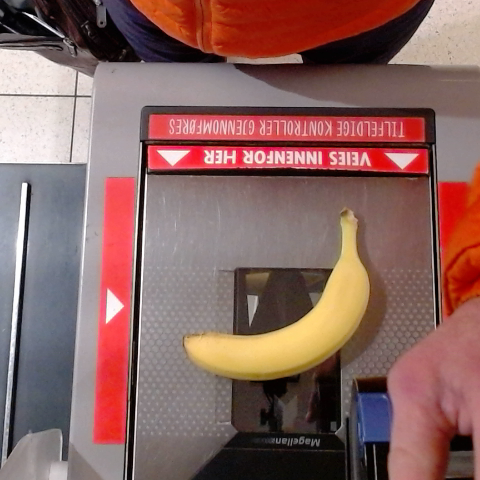 TILFELDIGE KONTROLLER GJENNOMFØRES
VEIES INNENFOR HER
Magellan